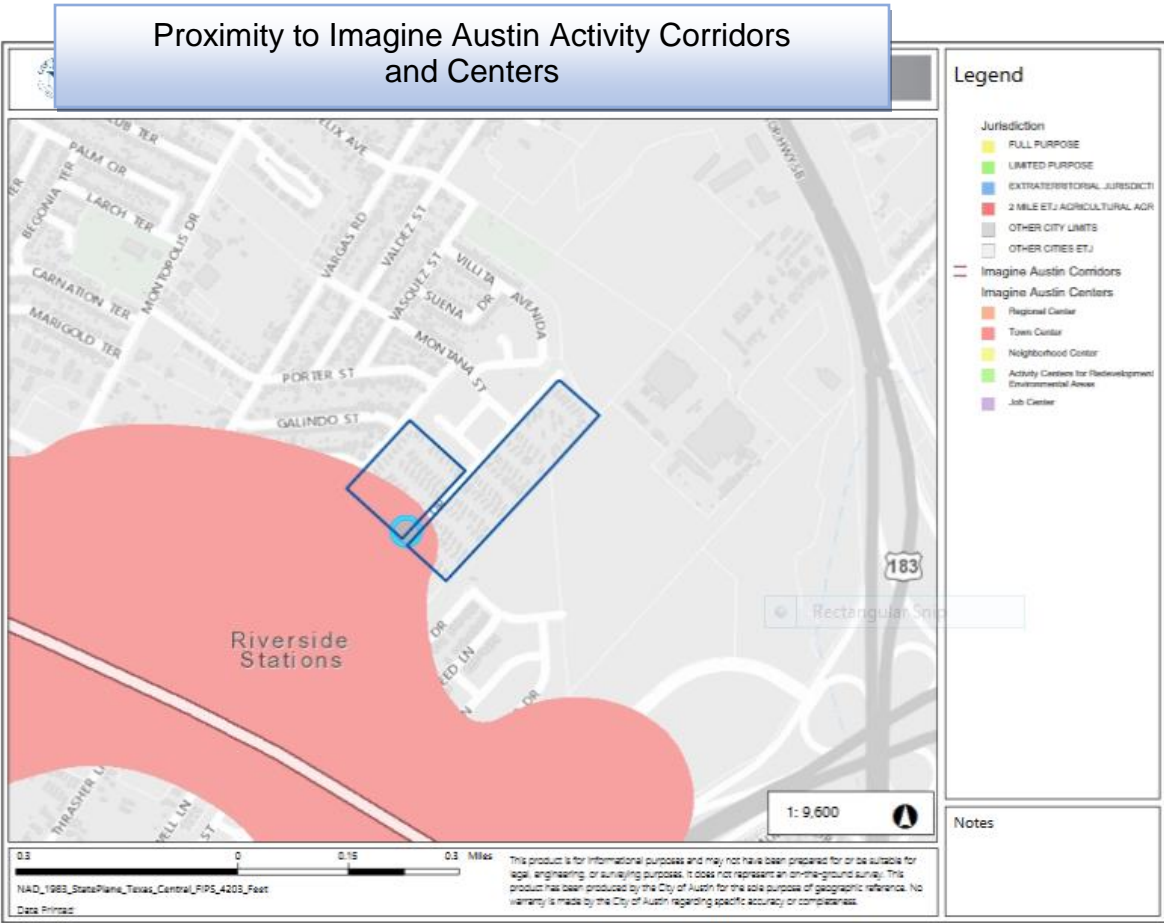 Proximity to Imagine Austin Activity Corridors
and Centers
Legend
Jurisdiction
FULL PURPOSE
LIMITED PURPOSE
EXTRATERRITORIAL JURISDICTI
2 MILE ETJ AGRICULTURAL AGR
OTHER CITY LIMITS
OTHER CITIES ETJ
Imagine Austin Corridors
Imagine Austin Centers
Regional Center
Town Center
Neighborhood Center
Activity Centers for Redevelopment
Environmental Areas
Job Center
TER
PALM CIR
FELIX AVE
BEGONIA TER
LARCH TER
MONTOPOLIS DR
VARGAS RD
VALDEZ ST
VASQUEZ ST
VILLITA AVENIDA
SUENA DR
CARNATION TER
MARIGOLD TER
MONTANA ST
PORTER ST
GALINDO ST
183
Rectangular Snip
Riverside
Stations
DR
DR
THRASHER L
ST
1: 9,600
Notes
0.3 0 0.15 0.3 Miles
NAD_1983_StatePlane_Texas_Central_FIPS_4203_Feet
Date Printed:
This product is for informational purposes and may not have been prepared for or be suitable for
legal, engineering, or surveying purposes. It does not represent an on-the-ground survey. This
product has been produced by the City of Austin for the sole purpose of geographic reference. No
warranty is made by the City of Austin regarding specific accuracy or completeness.